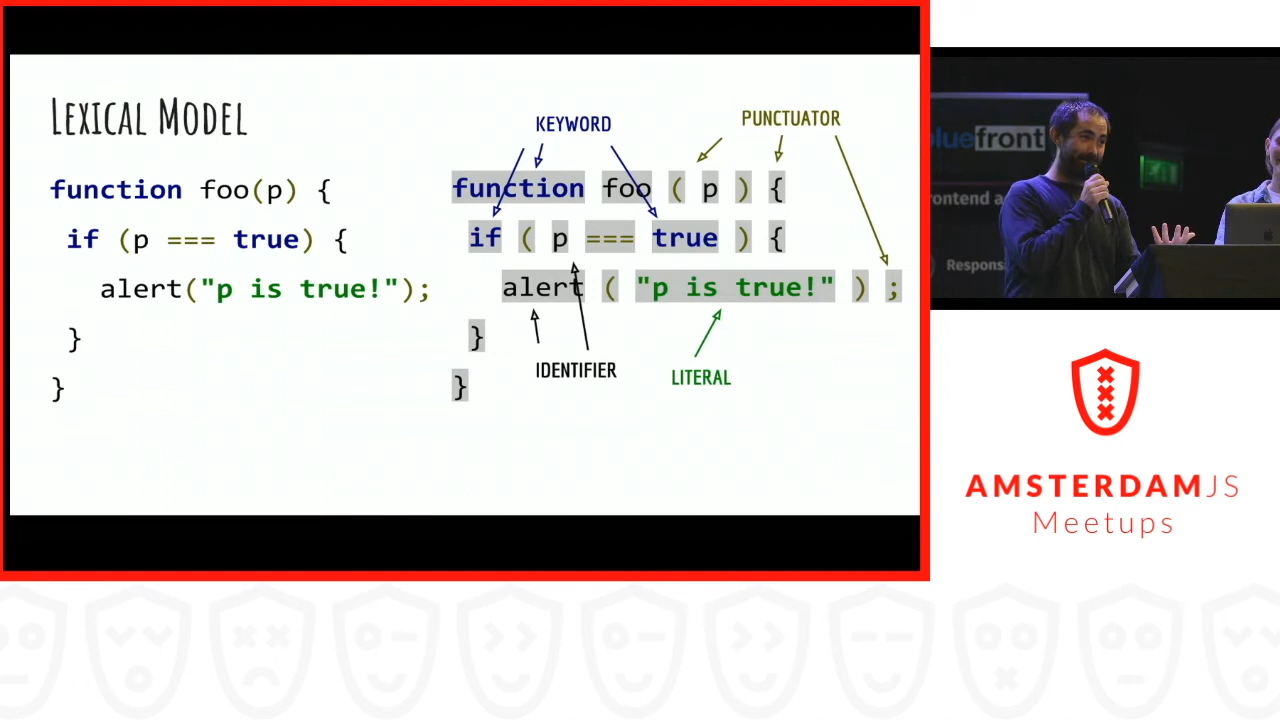 LEXICAL MODEL
KEYWORD
PUNCTUATOR
function foo(p) {
if (p === true) {
alert("p is true!");
}
}
function foo ( p ) {
if ( p === true ) {
alert ( "p is true!" ) ;
}
}
IDENTIFIER
LITERAL
bluefront
frontend a
Respons
AMSTERDAMJS
Meetups